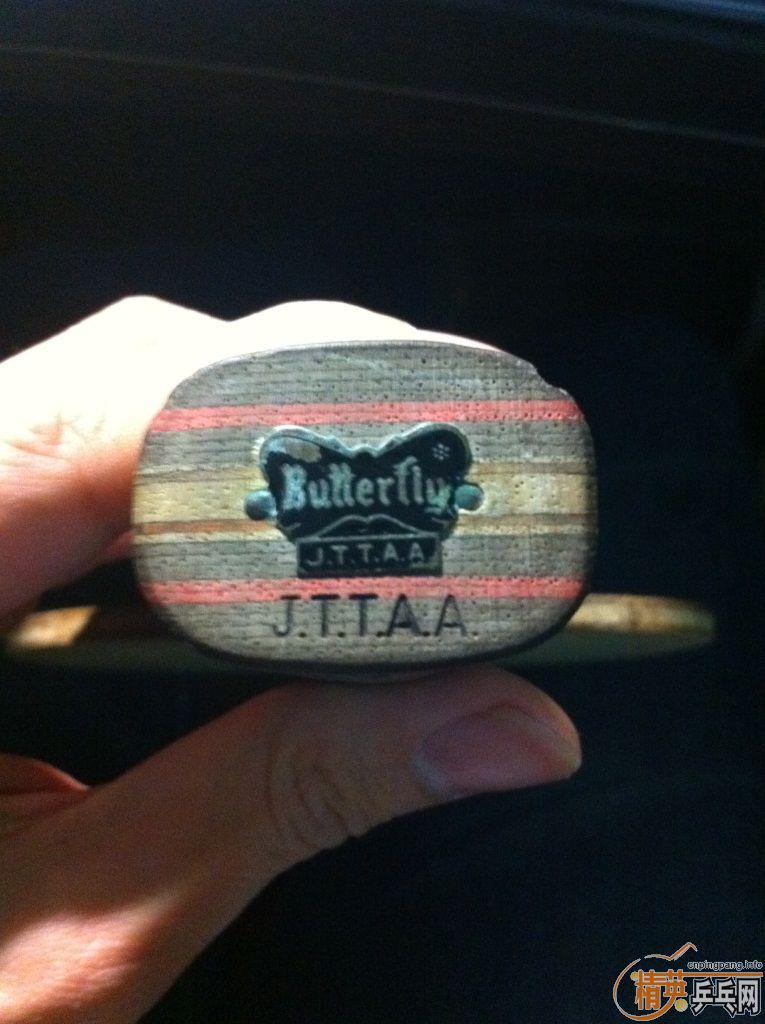 Butterfly
J.T.T.A.A
J.T.T.A.A.
cnpingpang.info
精英乒乓网